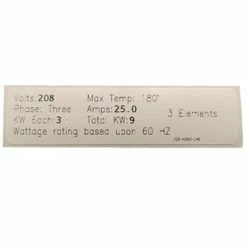 Volts: 208 Max Temp: 180°
Phase: Three Amps: 25.0
KW Each: 3 Total KW: 9 3 Elements
Wattage rating based upon 60 HZ